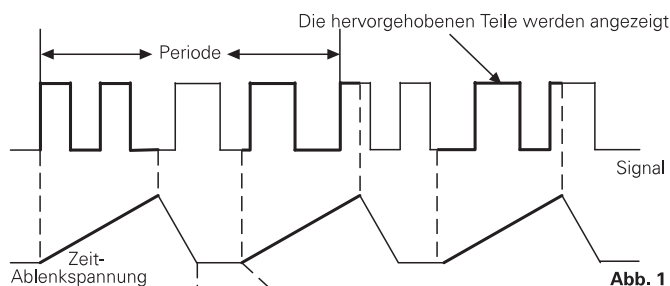 Die hervorgehobenen Teile werden angezeigt
Periode
Signal
Zeit-
Ablenkspannung
Abb. 1